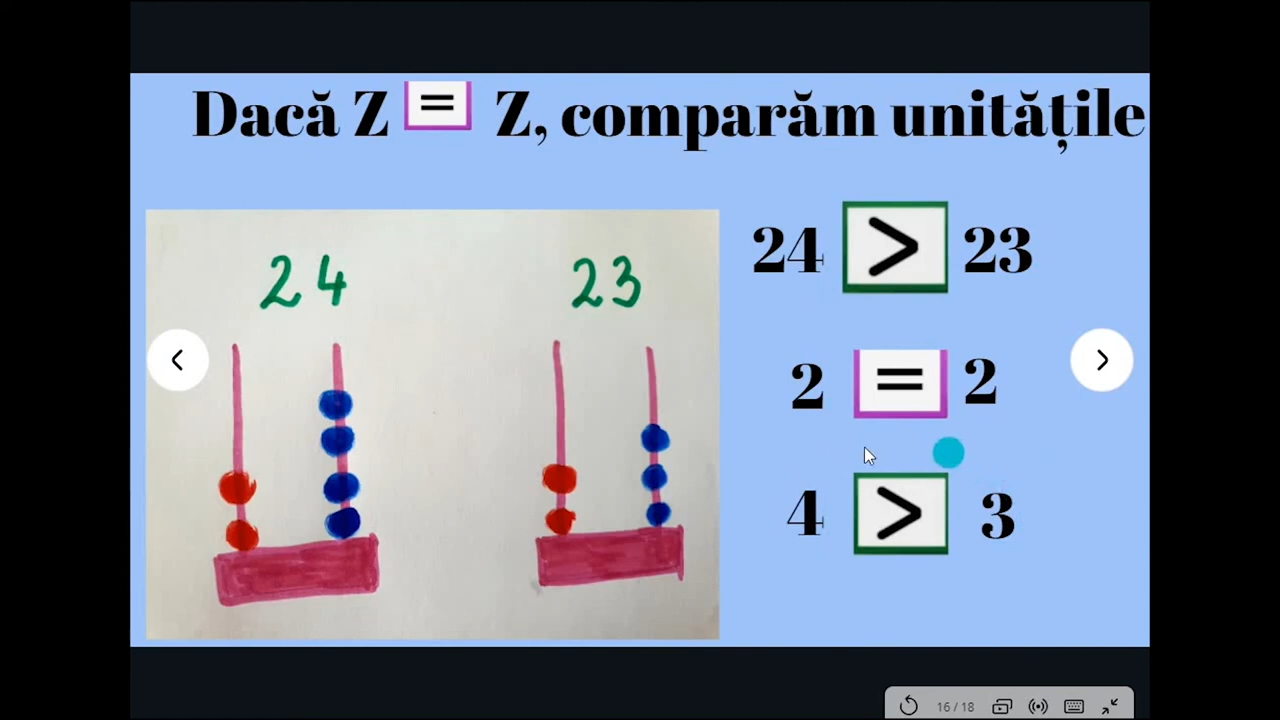 Dacă Z = Z, comparăm unitățile
24 23
24 > 23
2 = 2
4 > 3
16 / 18